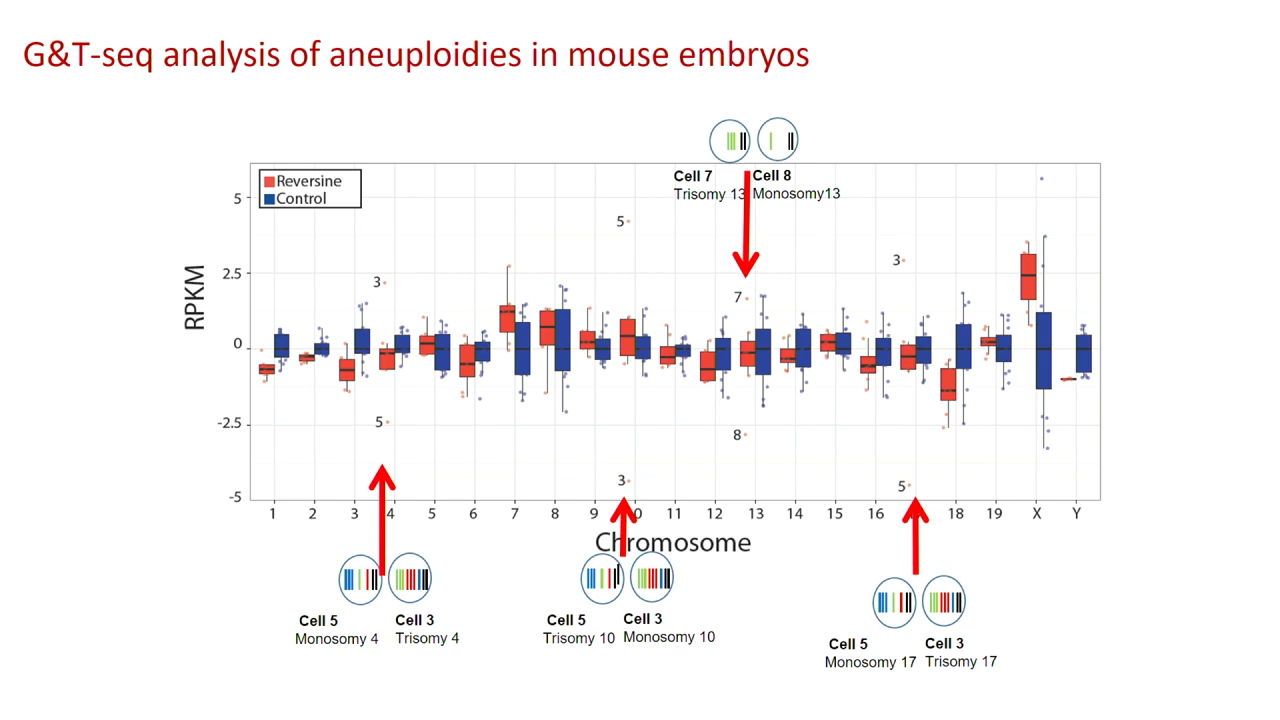 G&T-seq analysis of aneuploidies in mouse embryos
Cell 7
Trisomy 13
Cell 8
Monosomy13
Reversine
Control
RPKM
5
2.5
0
-2.5
-5
3
5
5
3
7
8
3
5
1 2 3 4 5 6 7 8 9 10 11 12 13 14 15 16 18 19 X Y
Chromosome
Cell 5
Monosomy 4
Cell 3
Trisomy 4
Cell 5
Trisomy 10
Cell 3
Monosomy 10
Cell 5
Monosomy 17
Cell 3
Trisomy 17